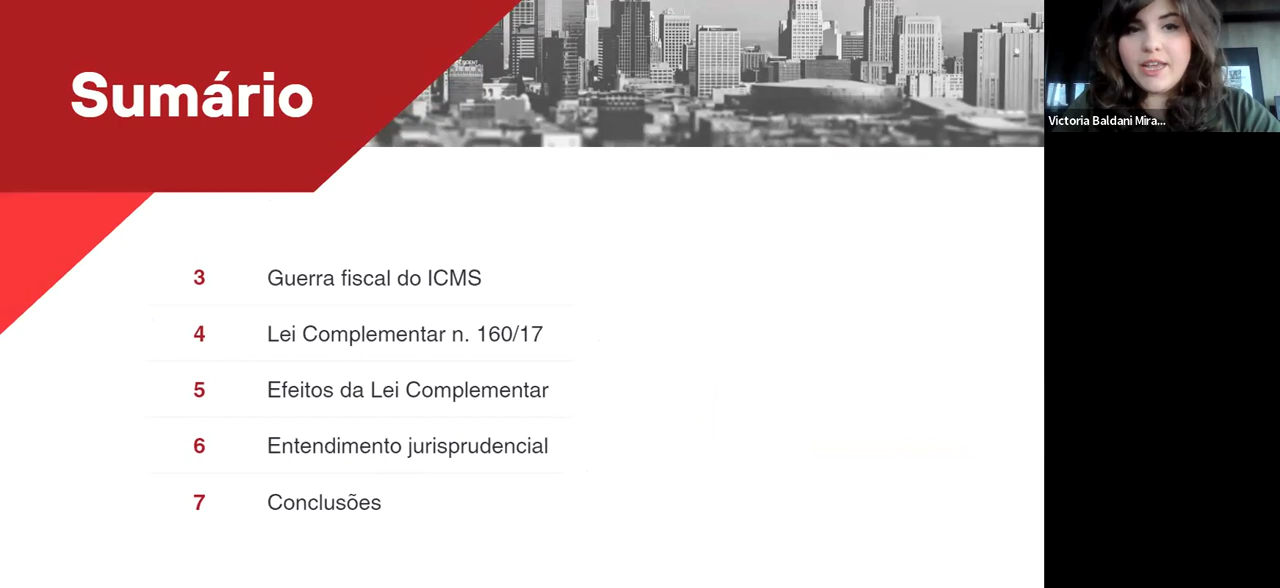 Sumário
3 Guerra fiscal do ICMS
4 Lei Complementar n. 160/17
5 Efeitos da Lei Complementar
6 Entendimento jurisprudencial
7 Conclusões
Victoria Baldani Mira...